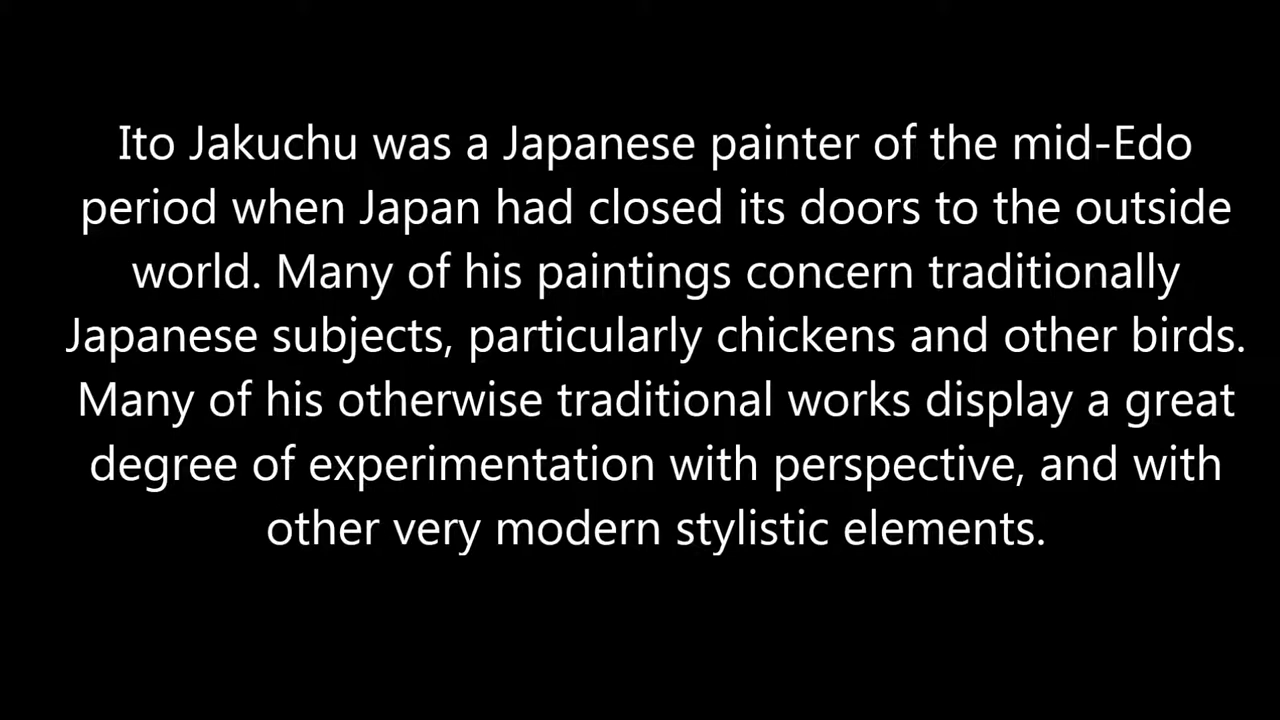 Ito Jakuchu was a Japanese painter of the mid-Edo
period when Japan had closed its doors to the outside
world. Many of his paintings concern traditionally
Japanese subjects, particularly chickens and other birds.
Many of his otherwise traditional works display a great
degree of experimentation with perspective, and with
other very modern stylistic elements.